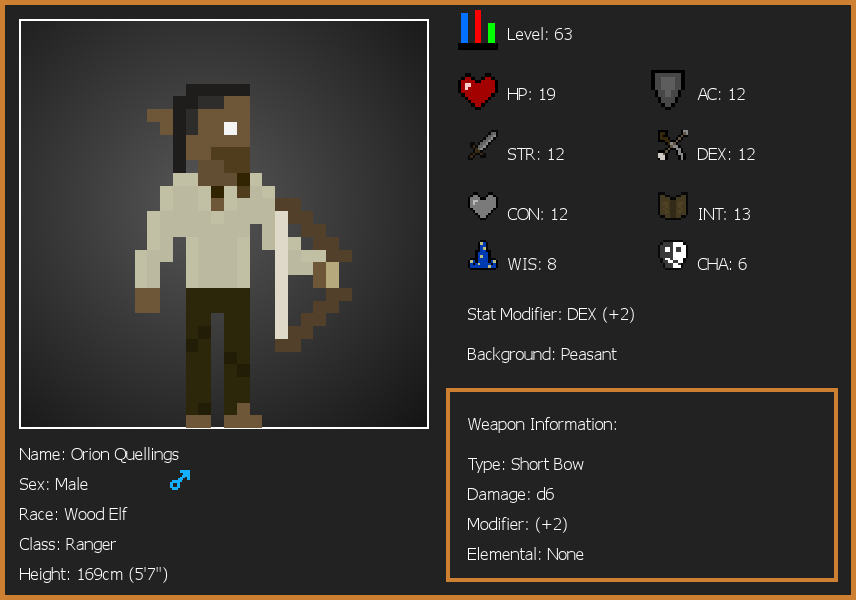 Level: 63
HP: 19
AC: 12
STR: 12
DEX: 12
CON: 12
INT: 13
WIS: 8
CHA: 6
Stat Modifier: DEX (+2)
Background: Peasant
Weapon Information:
Type: Short Bow
Damage: d6
Modifier: (+2)
Elemental: None
Name: Orion Quellings
Sex: Male
Race: Wood Elf
Class: Ranger
Height: 169cm (5'7")